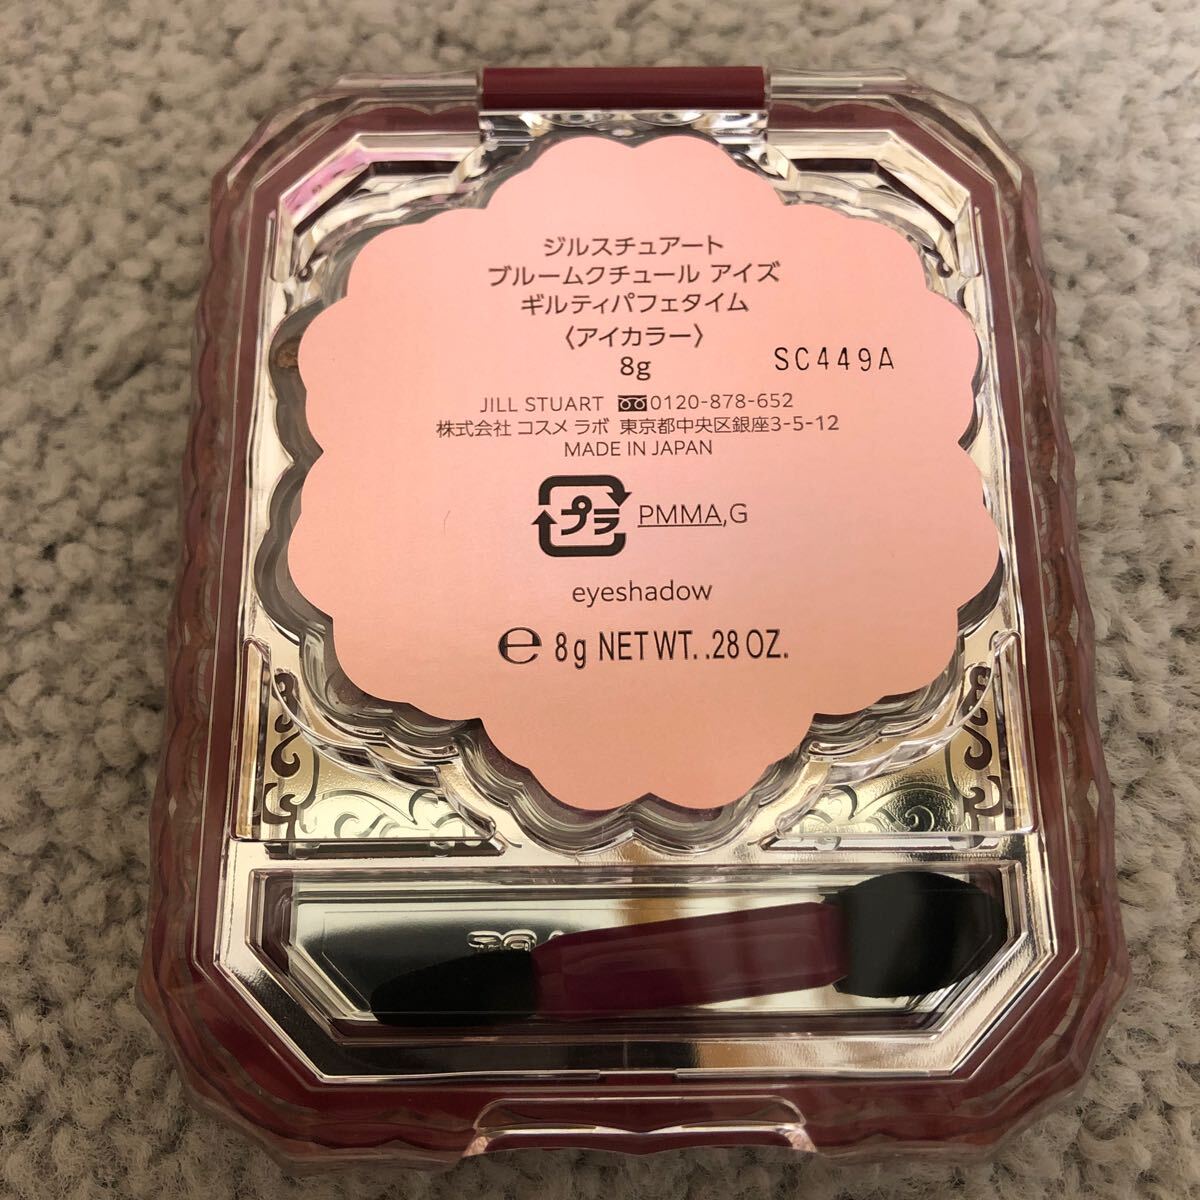 ジルスチュアート
ブルームクチュール アイズ
ギルティパフェタイム
〈アイカラー〉
8g
SC449A
JILL STUART 0120-878-652
株式会社 コスメ ラボ 東京都中央区銀座3-5-12
MADE IN JAPAN
プラ PMMA,G
eyeshadow
℮ 8g NET WT. .28 OZ.